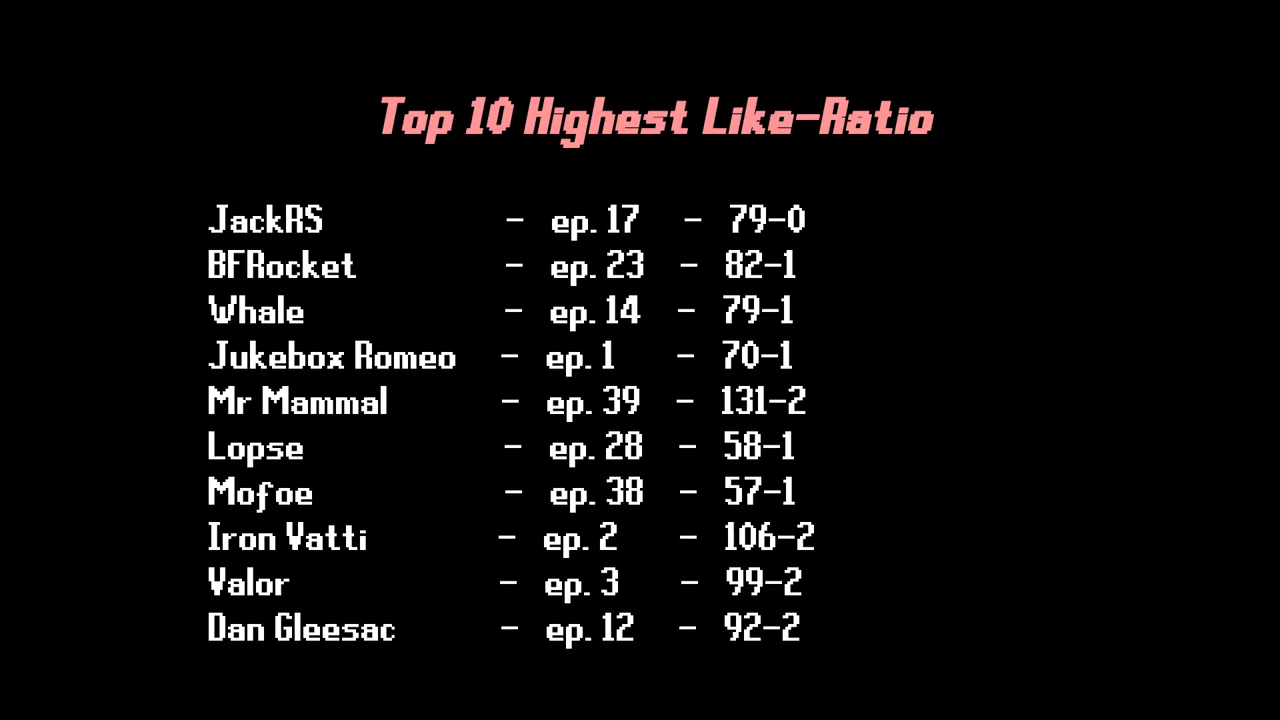 Top 10 Highest Like-Ratio
JackRS - ep. 17 - 79-0
BFRocket - ep. 23 - 82-1
Whale - ep. 14 - 79-1
Jukebox Romeo - ep. 1 - 70-1
Mr Mammal - ep. 39 - 131-2
Lopse - ep. 28 - 58-1
Mofoe - ep. 38 - 57-1
Iron Vatti - ep. 2 - 106-2
Valor - ep. 3 - 99-2
Dan Gleesac - ep. 12 - 92-2